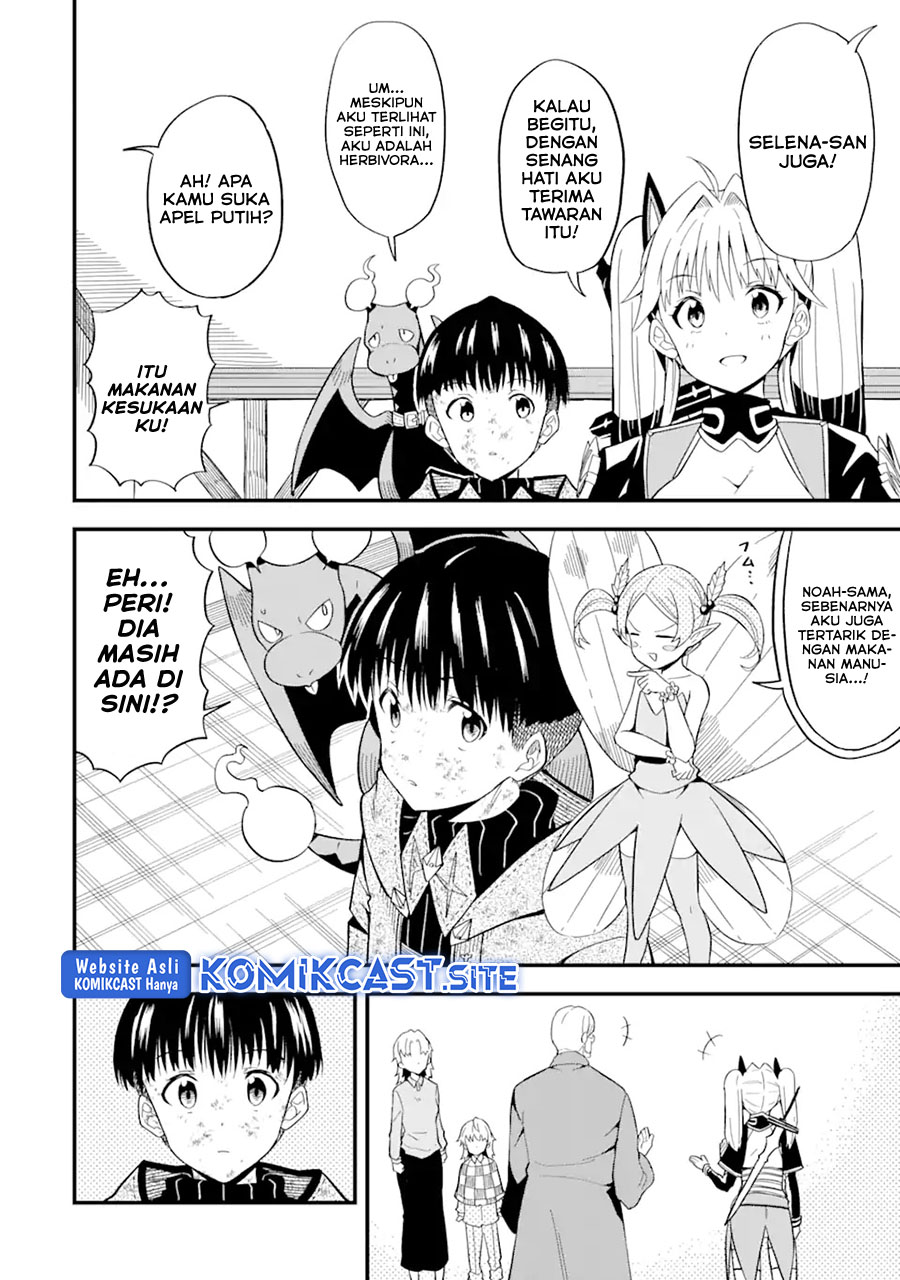 SELENA-SAN
JUGA!
KALAU
BEGITU,
DENGAN
SENANG
HATI AKU
TERIMA
TAWARAN
ITU!
UM...
MESKIPUN
AKU TERLIHAT
SEPERTI INI,
AKU ADALAH
HERBIVORA...
AH! APA
KAMU SUKA
APEL PUTIH?
ITU
MAKANAN
KESUKAAN
KU!
NOAH-SAMA,
SEBENARNYA
AKU JUGA
TERTARIK DE-
NGAN MAKA-
NAN MANU-
SIA...!
フム...
EH...
PERI!
DIA
MASIH
ADA DI
SINI!?
Website Asli
KOMIKCAST Hanya
KOMIKCAST.SITE